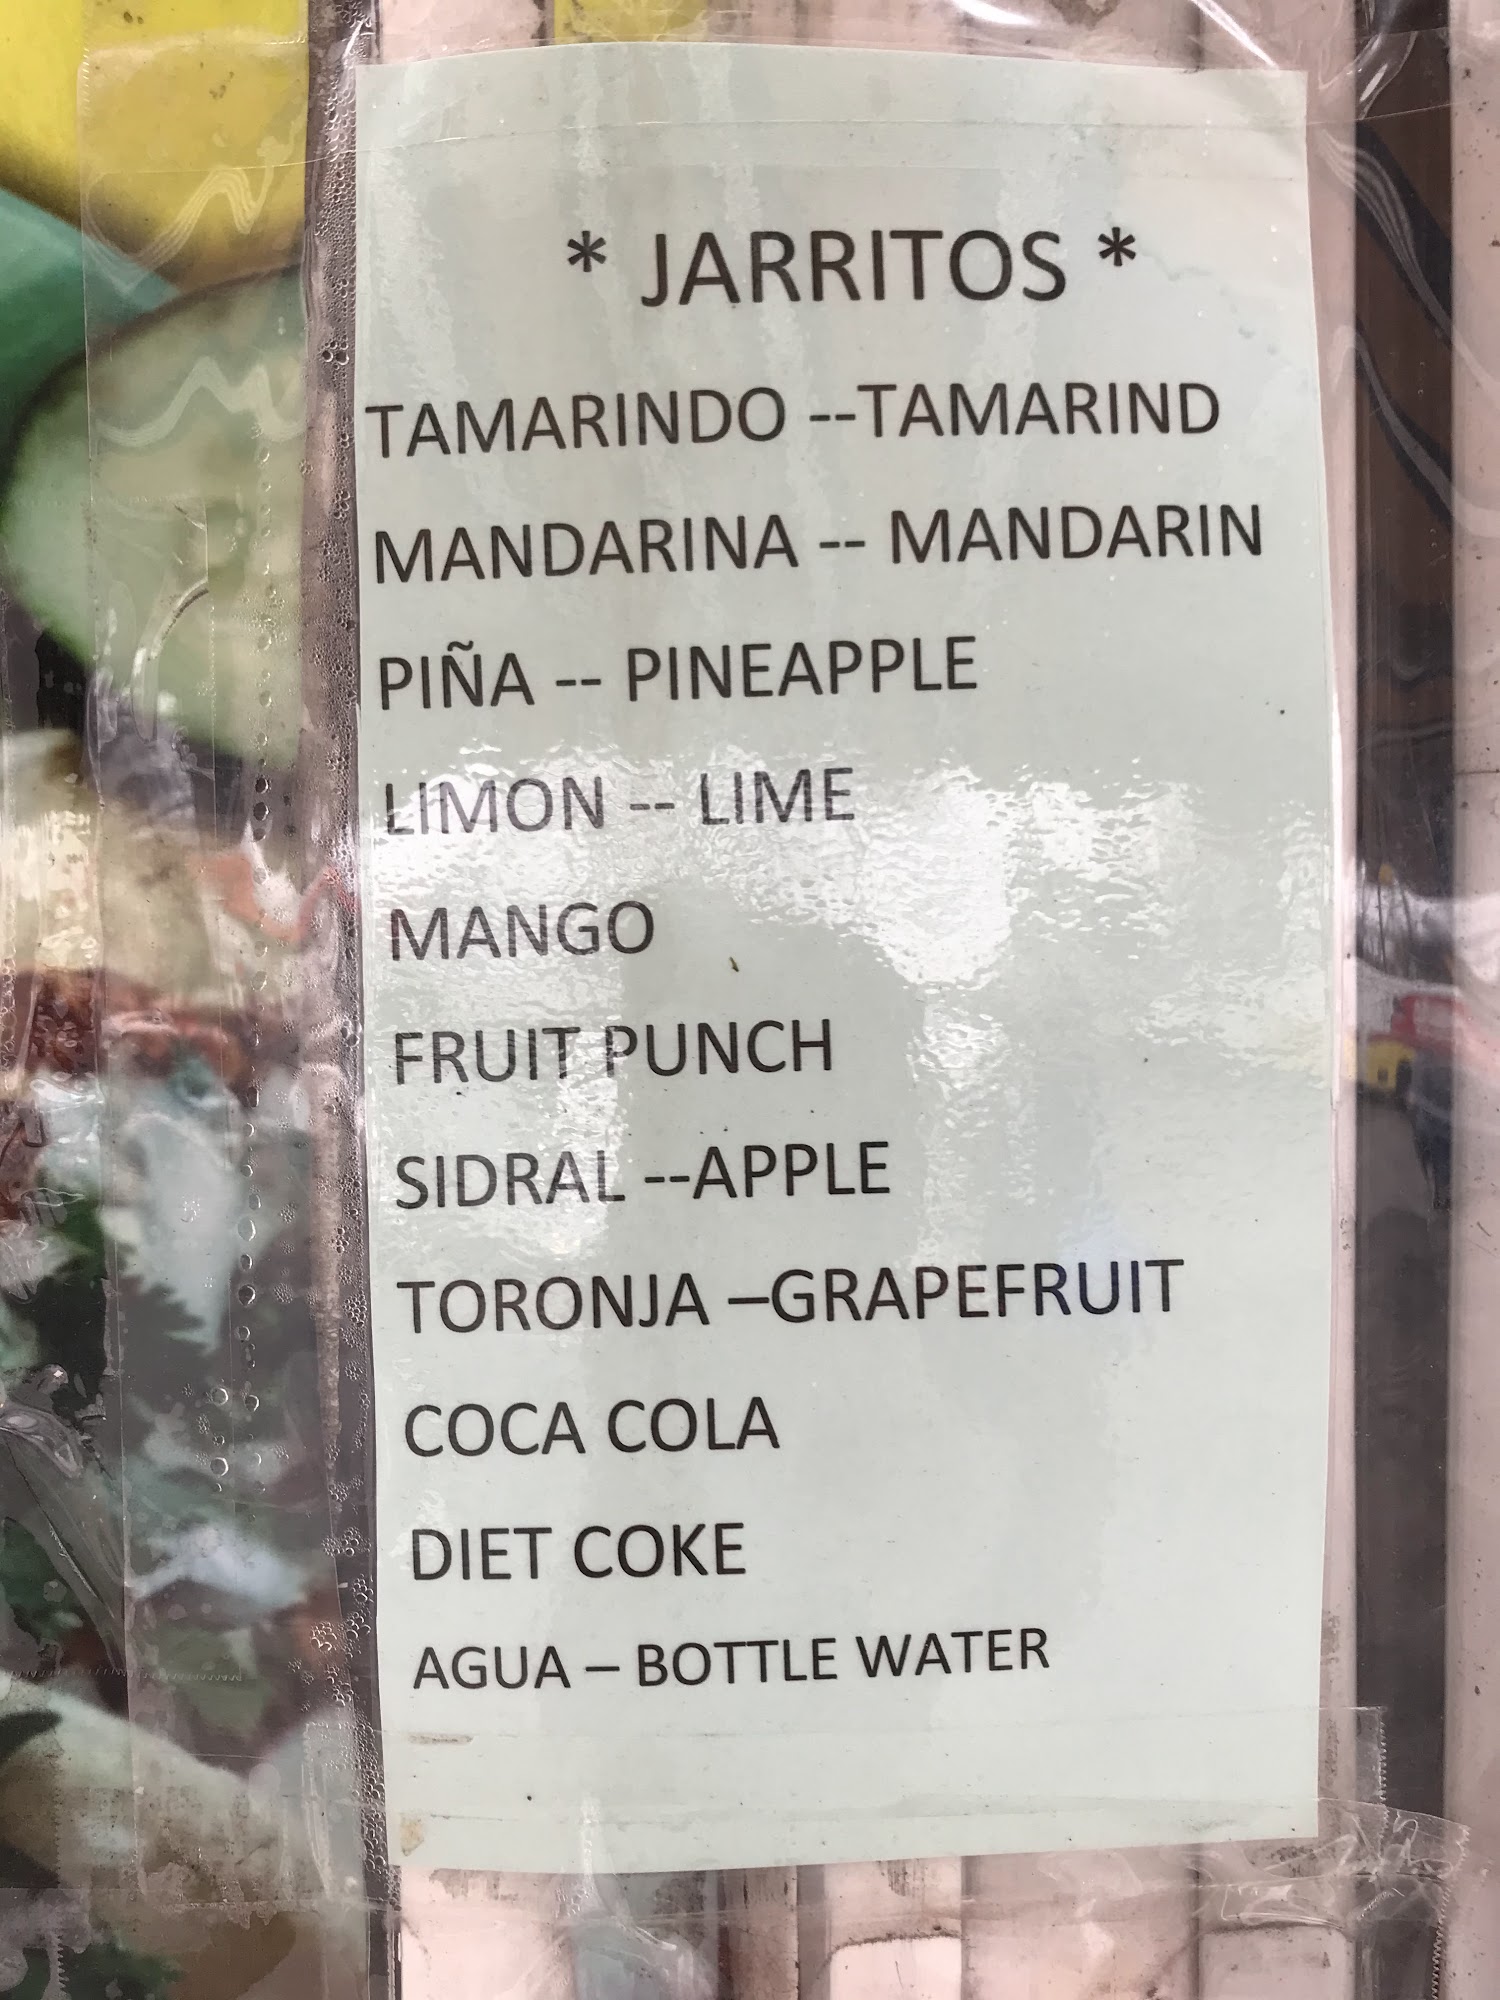 * JARRITOS *
TAMARINDO --TAMARIND
MANDARINA -- MANDARIN
PIÑA -- PINEAPPLE
LIMON -- LIME
MANGO
FRUIT PUNCH
SIDRAL --APPLE
TORONJA –GRAPEFRUIT
COCA COLA
DIET COKE
AGUA – BOTTLE WATER